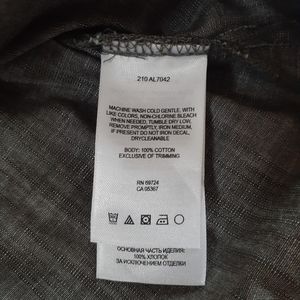 210 AL7042
MACHINE WASH COLD GENTLE, WITH
LIKE COLORS, NON-CHLORINE BLEACH
WHEN NEEDED, TUMBLE DRY LOW,
REMOVE PROMPTLY, IRON MEDIUM,
IF PRESENT DO NOT IRON DECAL,
DRYCLEANABLE
BODY: 100% COTTON
EXCLUSIVE OF TRIMMING
RN 69724
CA 05367
ОСНОВНАЯ ЧАСТЬ ИЗДЕЛИЯ:
100% ХЛОПОК
ЗА ИСКЛЮЧЕНИЕМ ОТДЕЛКИ